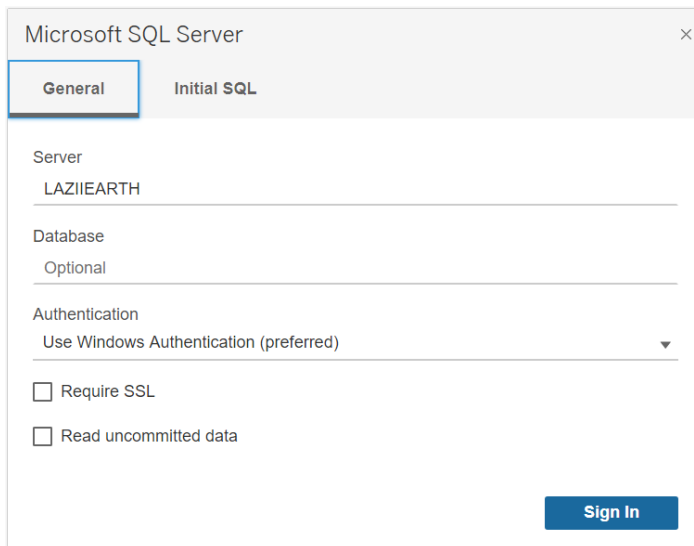 Microsoft SQL Server
General
Initial SQL
Server
LAZIIEARTH
Database
Optional
Authentication
Use Windows Authentication (preferred)
Require SSL
Read uncommitted data
Sign In